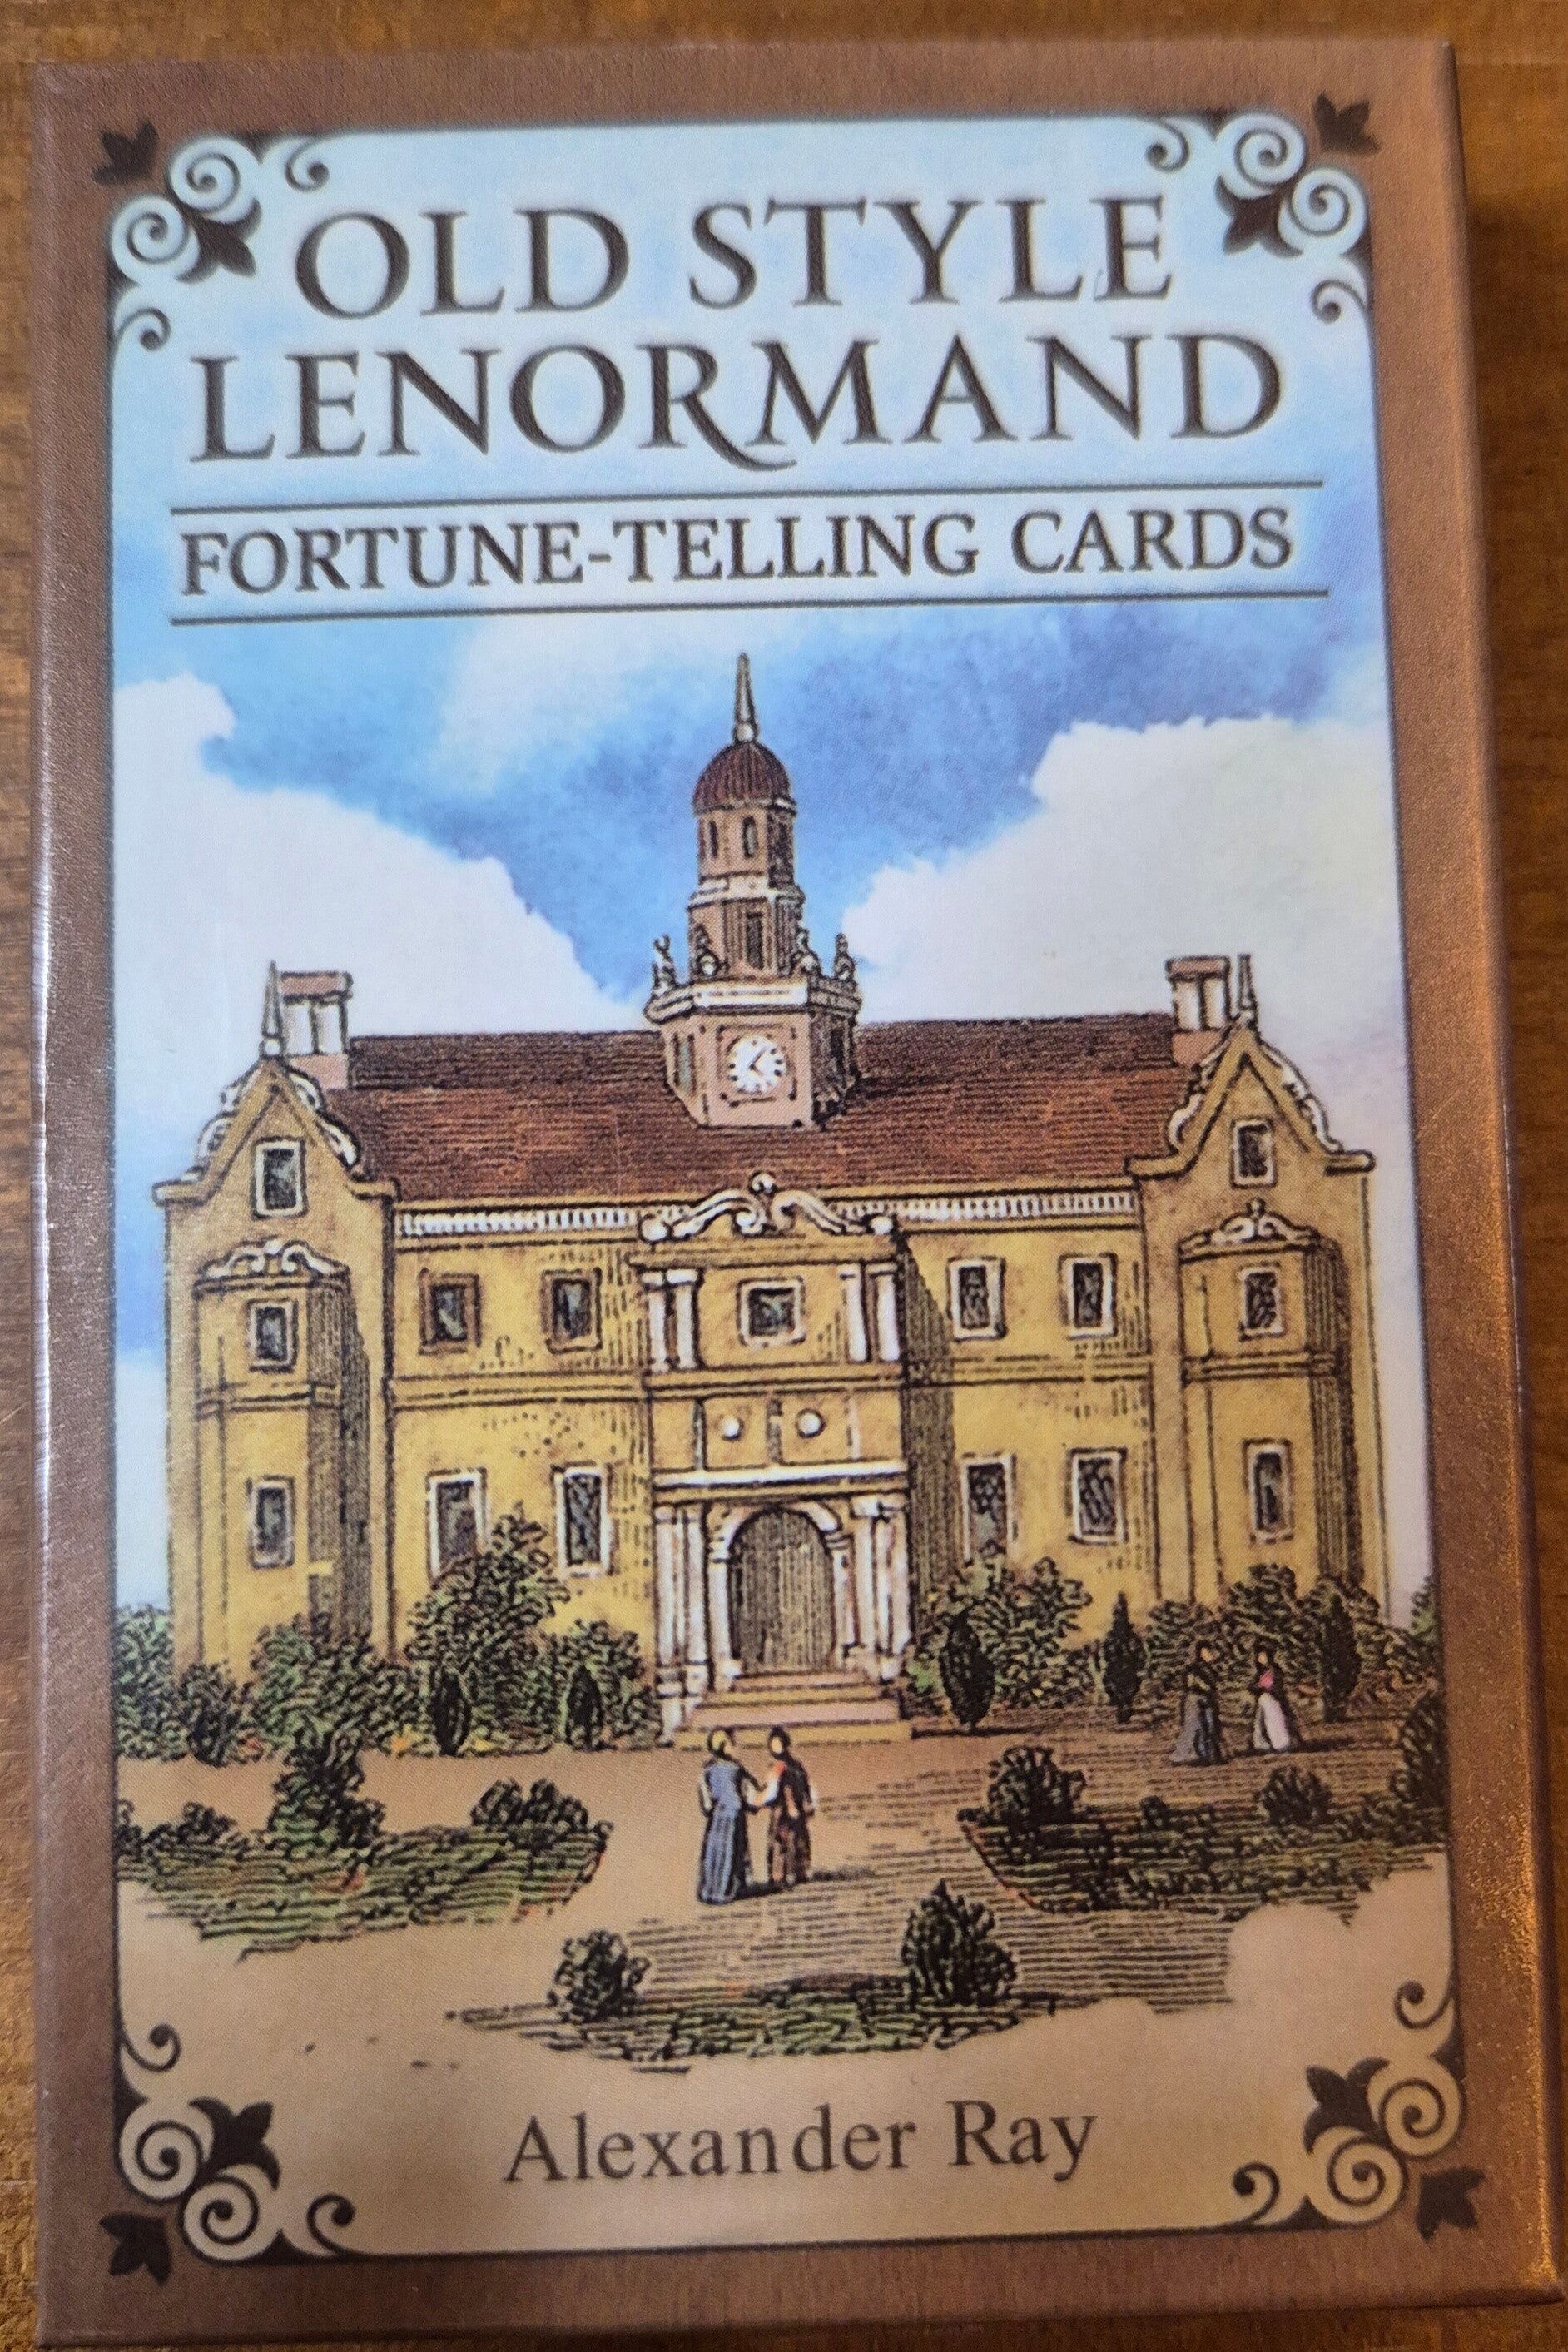 OLD STYLE
LENORMAND
FORTUNE-TELLING CARDS
Alexander Ray